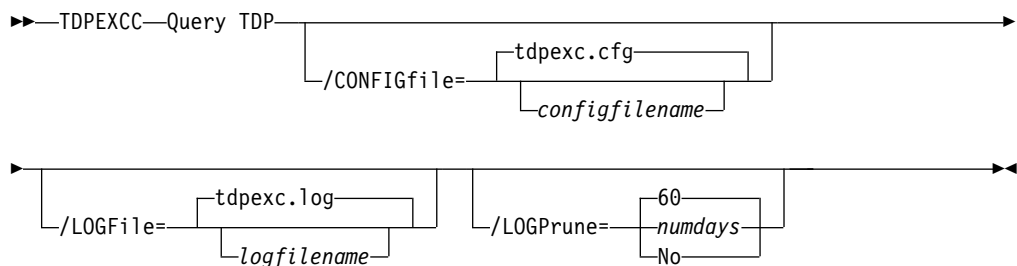 TDPEXCC Query TDP
tdpexc.cfg
/CONFIGfile=
configfilename
tdpexc.log
/LOGFile=
logfilename
60
/LOGPrune=
numdays
No